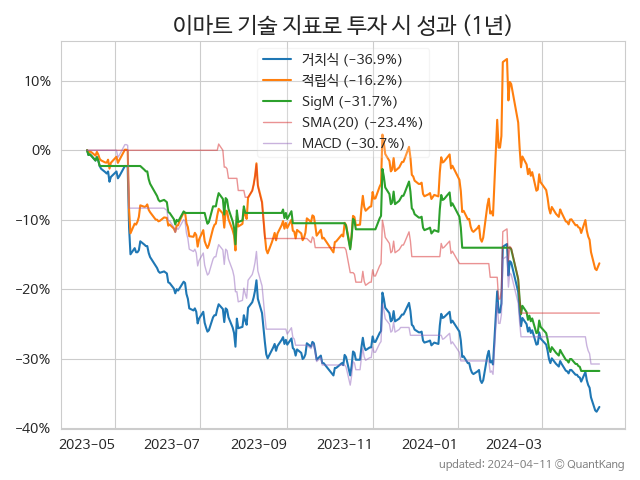 이마트 기술 지표로 투자 시 성과 (1년)
거치식 (-36.9%)
적립식 (-16.2%)
SigM (-31.7%)
SMA(20) (-23.4%)
MACD (-30.7%)
10%
0%
-10%
-20%
-30%
-40%
2023-05 2023-07 2023-09 2023-11 2024-01 2024-03
updated: 2024-04-11 © QuantKang